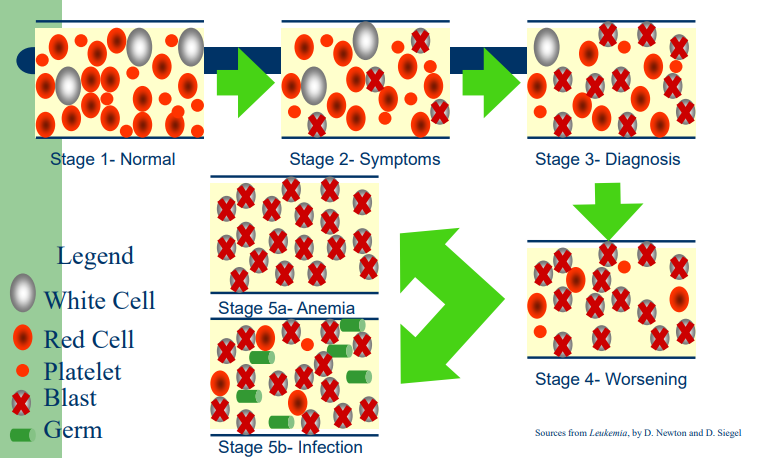 Stage 1- Normal
Stage 2- Symptoms
Stage 3- Diagnosis
Stage 5a- Anemia
Stage 4- Worsening
Stage 5b- Infection
Legend
White Cell
Red Cell
Platelet
Blast
Germ
Sources from Leukemia, by D. Newton and D. Siegel